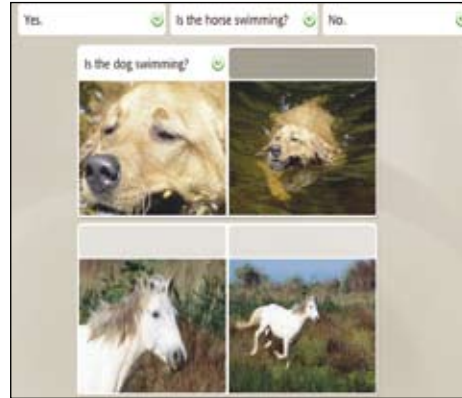 Yes.
Is the horse swimming?
No.
Is the dog swimming?